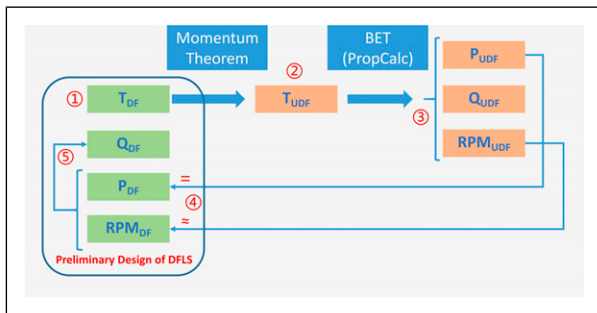 Momentum
Theorem
BET
(PropCalc)
① T_DF
② T_UDF
③
P_UDF
Q_UDF
RPM_UDF
⑤ Q_DF
P_DF =
④
RPM_DF ≈
Preliminary Design of DFLS